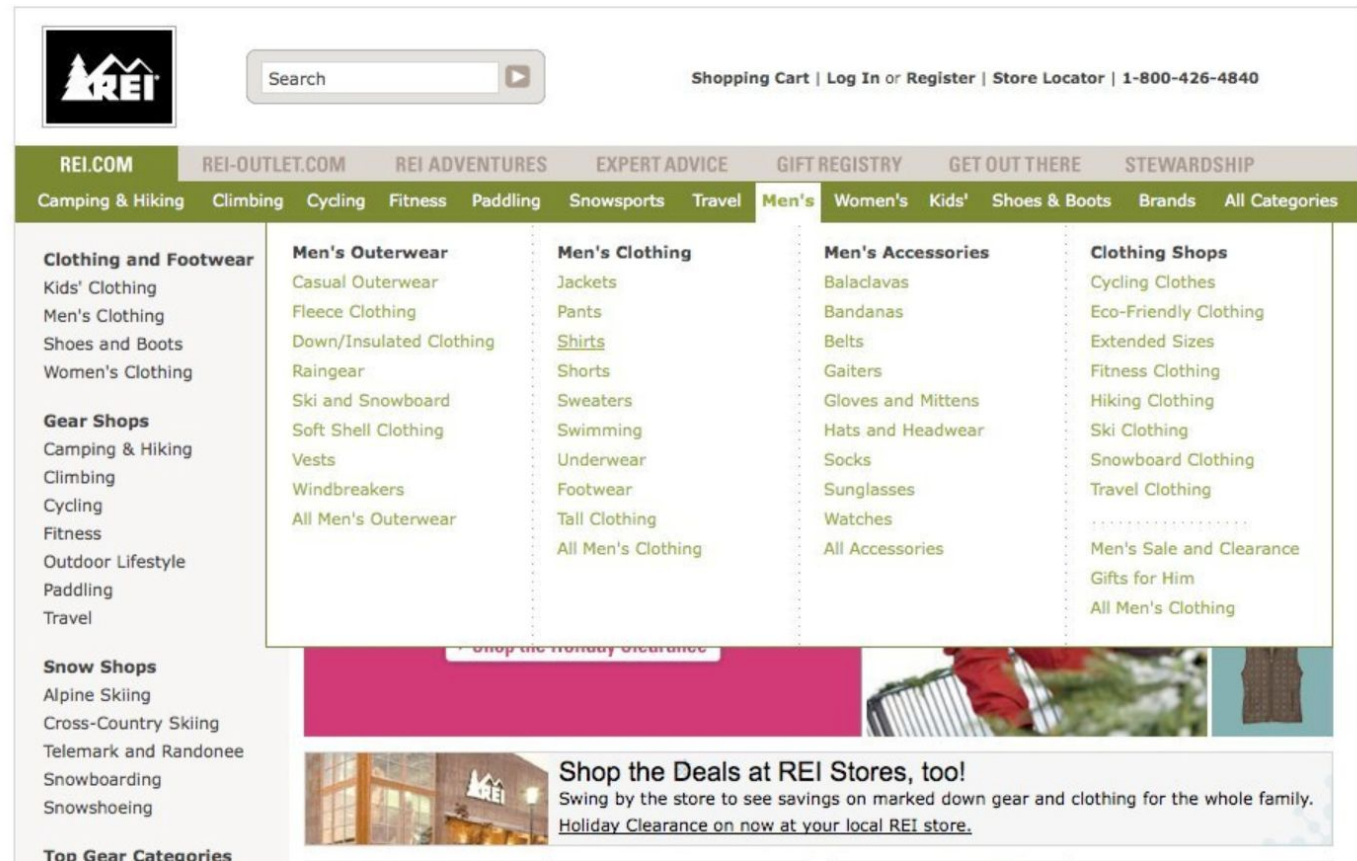 REI
Search
Shopping Cart | Log In or Register | Store Locator | 1-800-426-4840
REI.COM REI-OUTLET.COM REI ADVENTURES EXPERT ADVICE GIFT REGISTRY GET OUT THERE STEWARDSHIP
Camping & Hiking Climbing Cycling Fitness Paddling Snowsports Travel Men's Women's Kids' Shoes & Boots Brands All Categories
Clothing and Footwear
Kids' Clothing
Men's Clothing
Shoes and Boots
Women's Clothing
Gear Shops
Camping & Hiking
Climbing
Cycling
Fitness
Outdoor Lifestyle
Paddling
Travel
Snow Shops
Alpine Skiing
Cross-Country Skiing
Telemark and Randonee
Snowboarding
Snowshoeing
Top Gear Categories
Men's Outerwear
Casual Outerwear
Fleece Clothing
Down/Insulated Clothing
Raingear
Ski and Snowboard
Soft Shell Clothing
Vests
Windbreakers
All Men's Outerwear
Men's Clothing
Jackets
Pants
Shirts
Shorts
Sweaters
Swimming
Underwear
Footwear
Tall Clothing
All Men's Clothing
Men's Accessories
Balaclavas
Bandanas
Belts
Gaiters
Gloves and Mittens
Hats and Headwear
Socks
Sunglasses
Watches
All Accessories
Clothing Shops
Cycling Clothes
Eco-Friendly Clothing
Extended Sizes
Fitness Clothing
Hiking Clothing
Ski Clothing
Snowboard Clothing
Travel Clothing
Men's Sale and Clearance
Gifts for Him
All Men's Clothing
Shop the Holiday Clearance
REI
Shop the Deals at REI Stores, too!
Swing by the store to see savings on marked down gear and clothing for the whole family.
Holiday Clearance on now at your local REI store.